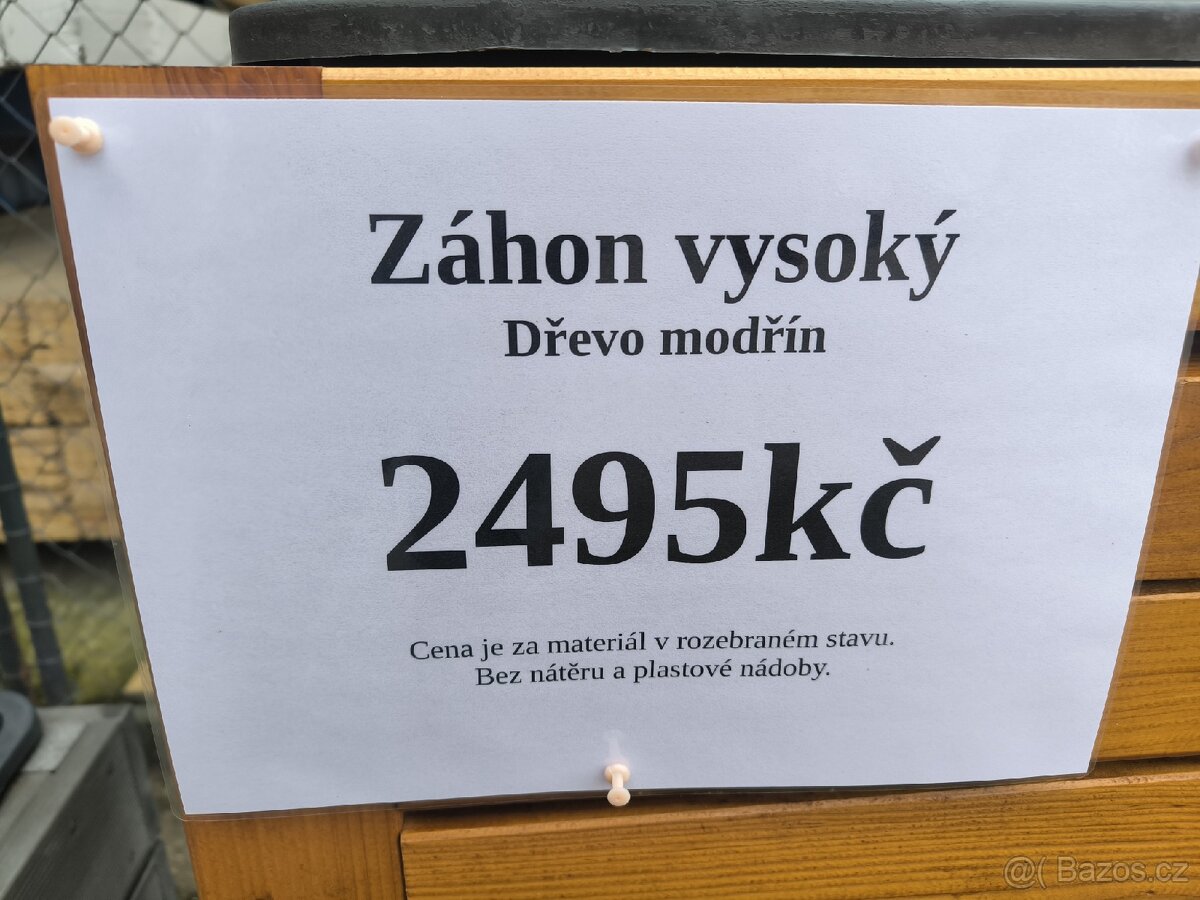 Záhon vysoký
Dřevo modřín
2495kč
Cena je za materiál v rozebraném stavu.
Bez nátěru a plastové nádoby.
@( Bazos.cz